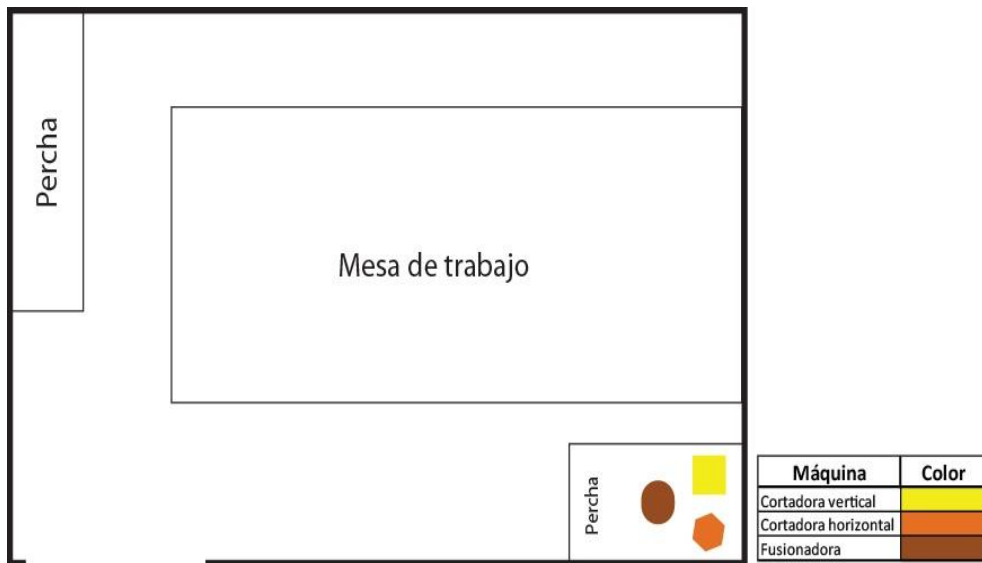 Percha
Mesa de trabajo
Percha
Máquina Color
Cortadora vertical
Cortadora horizontal
Fusionadora